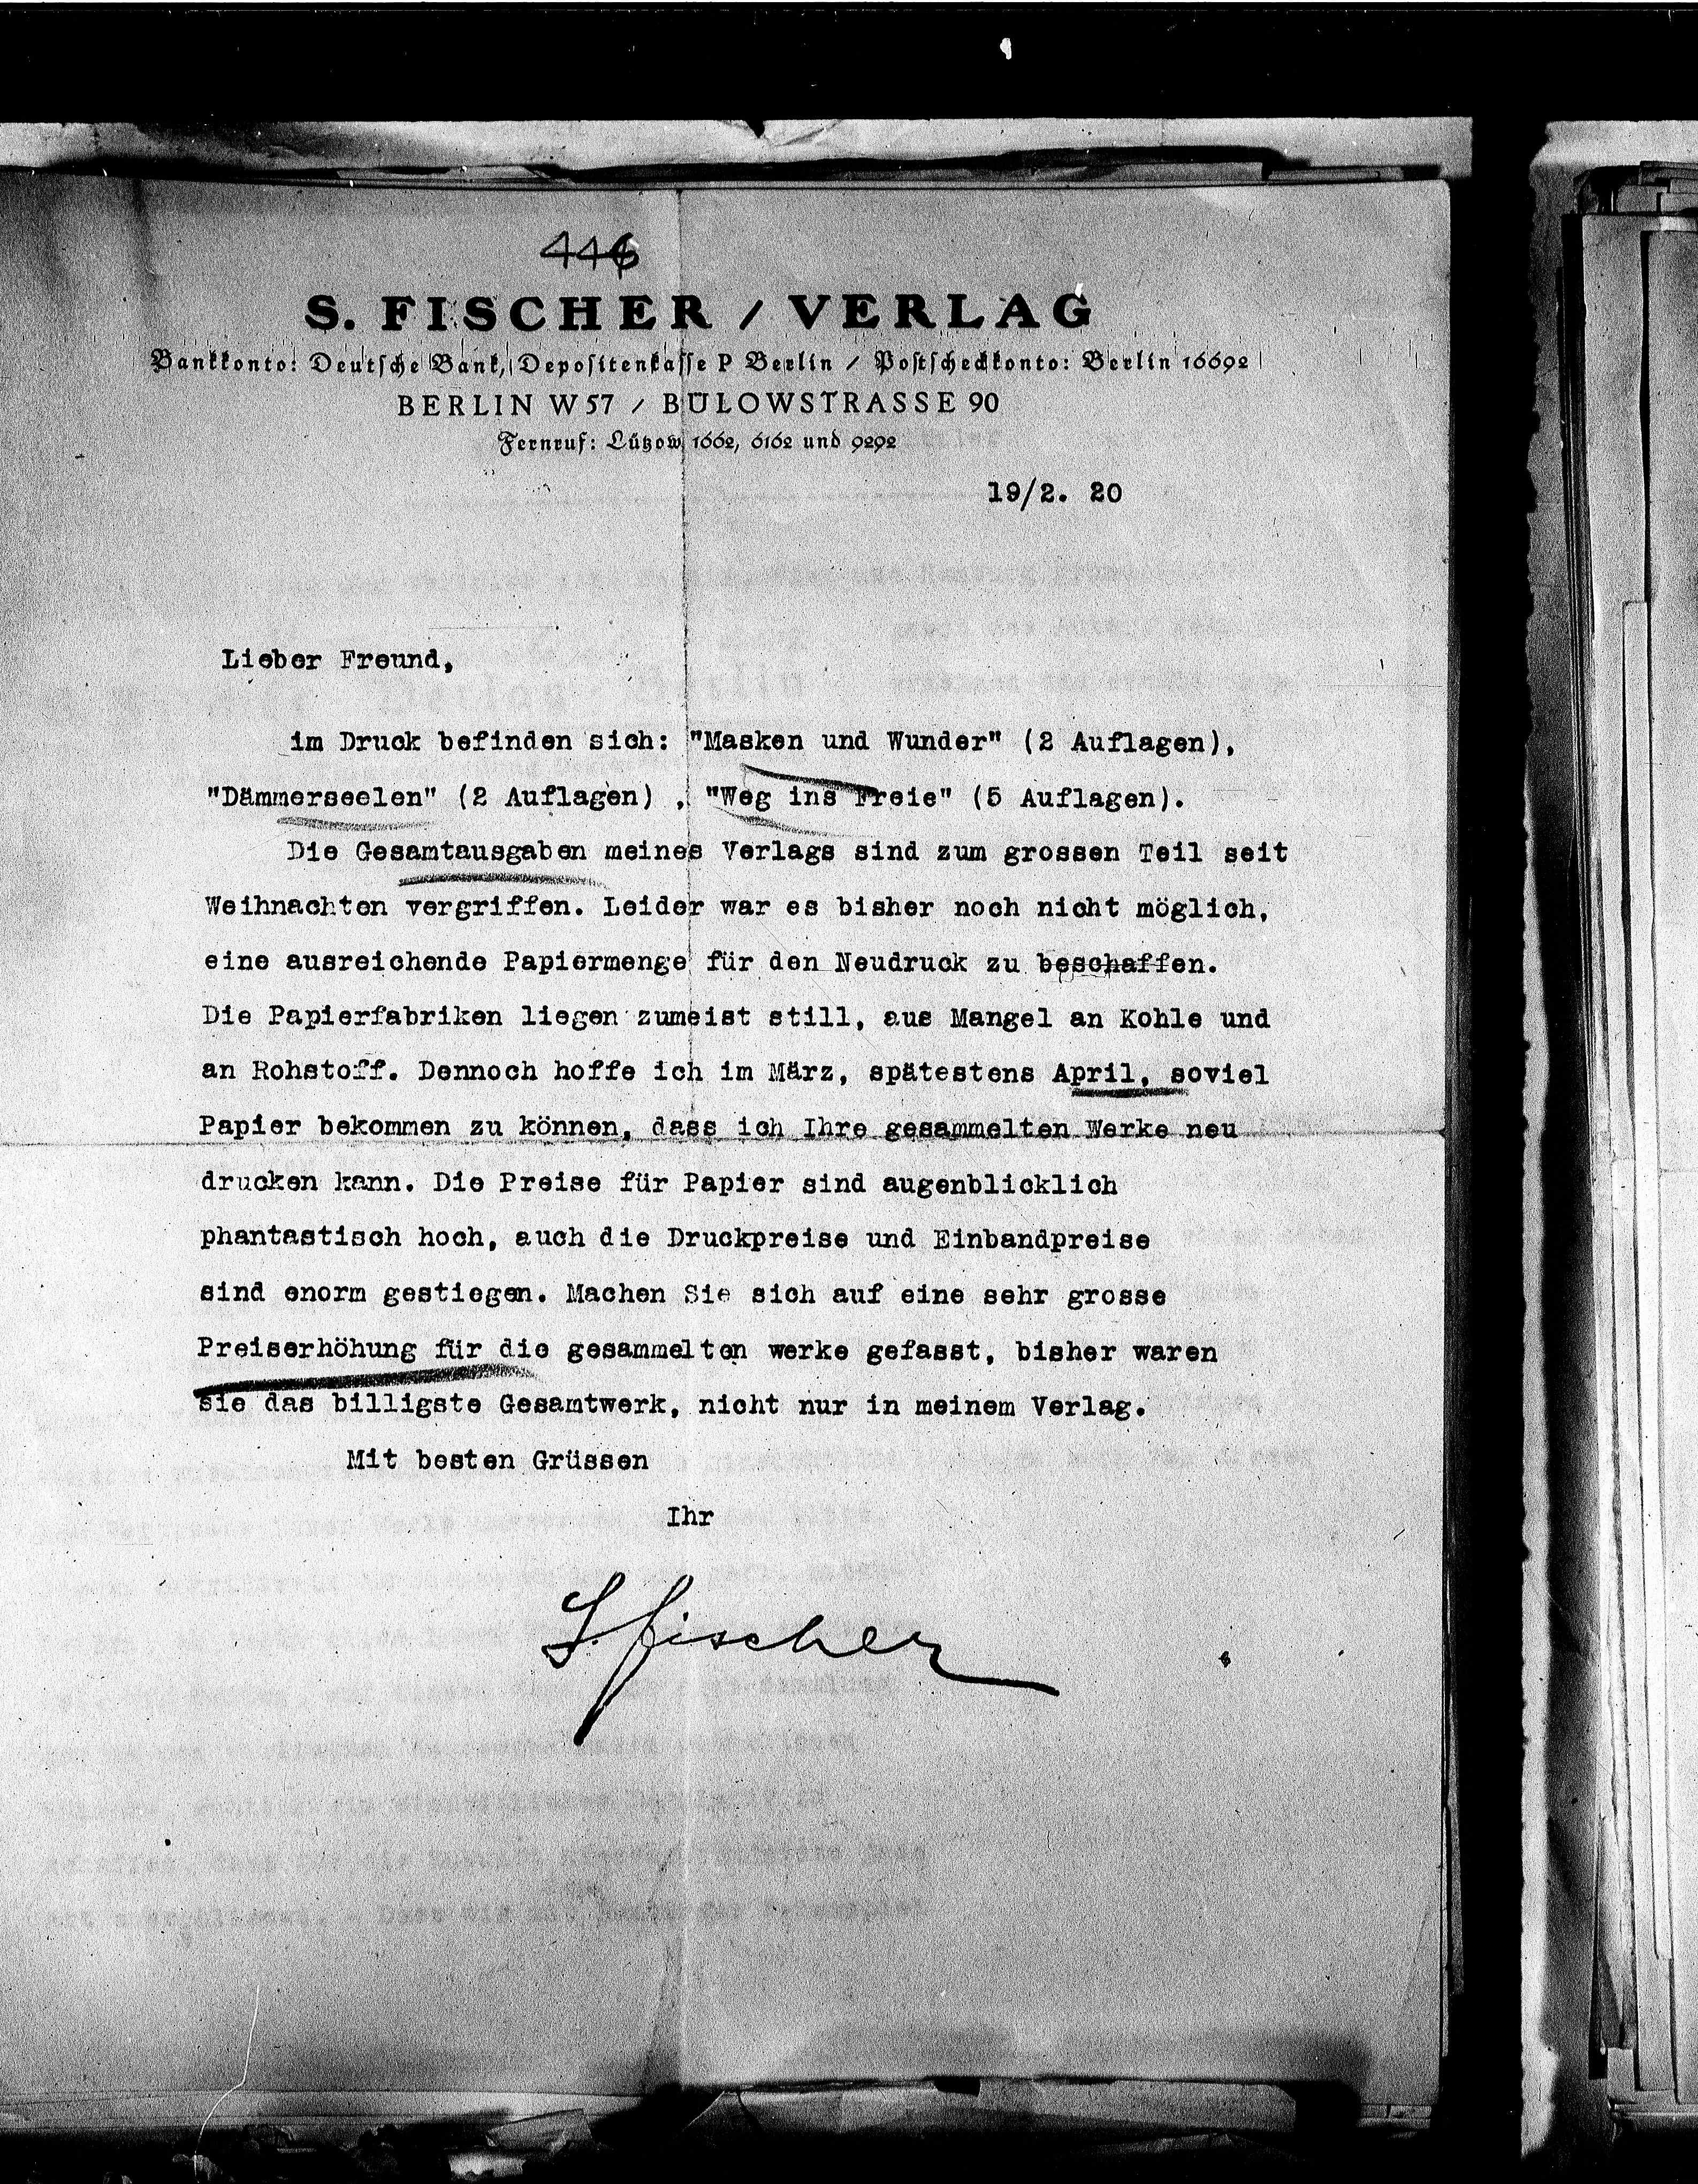 446
S. FISCHER / VERLAG
Bankkonto: Deutsche Bank, Depositenkasse P Berlin / Postscheckkonto: Berlin 16692
BERLIN W 57 / BÜLOWSTRASSE 90
Fernruf: Lützow 1662, 6162 und 9292
19/2. 20
Lieber Freund,
im Druck befinden sich: "Masken und Wunder" (2 Auflagen),
"Dämmerseelen" (2 Auflagen) , "Weg ins Freie" (5 Auflagen).
Die Gesamtausgaben meines Verlags sind zum grossen Teil seit
Weihnachten vergriffen. Leider war es bisher noch nicht möglich,
eine ausreichende Papiermenge für den Neudruck zu beschaffen.
Die Papierfabriken liegen zumeist still, aus Mangel an Kohle und
an Rohstoff. Dennoch hoffe ich im März, spätestens April, soviel
Papier bekommen zu können, dass ich Ihre gesammelten Werke neu
drucken kann. Die Preise für Papier sind augenblicklich
phantastisch hoch, auch die Druckpreise und Einbandpreise
sind enorm gestiegen. Machen Sie sich auf eine sehr grosse
Preiserhöhung für die gesammelten werke gefasst, bisher waren
sie das billigste Gesamtwerk, nicht nur in meinem Verlag.
Mit besten Grüssen
Ihr
S. Fischer